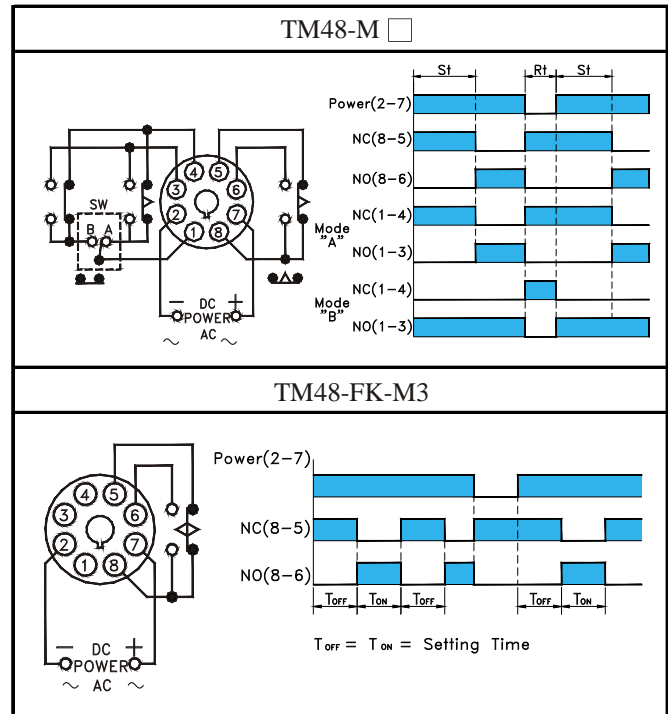 TM48-M
St Rt St
Power(2-7)
NC(8-5)
NO(8-6)
NC(1-4)
Mode
"A"
NO(1-3)
NC(1-4)
Mode
"B"
NO(1-3)
4 5
3 6
2 7
1 8
SW
B A
− DC +
POWER
AC
~ ~
TM48-FK-M3
Power(2-7)
NC(8-5)
NO(8-6)
TOFF TON TOFF TOFF TON
TOFF = TON = Setting Time
4 5
3 6
2 7
1 8
− DC +
POWER
~ AC ~